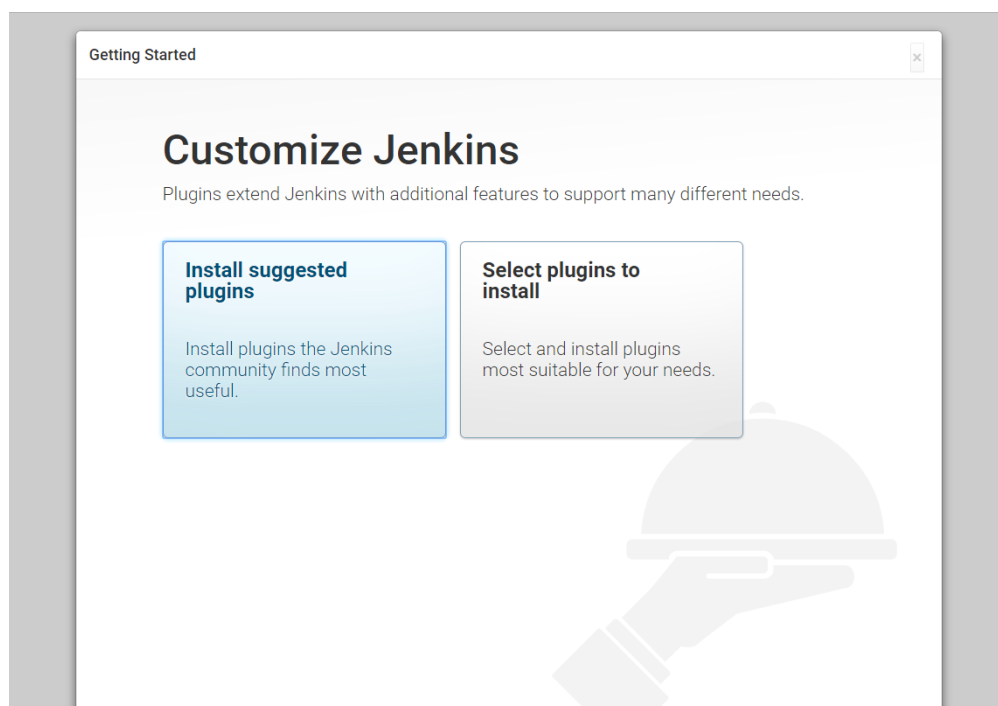 Getting Started
×
Customize Jenkins
Plugins extend Jenkins with additional features to support many different needs.
Install suggested
plugins
Install plugins the Jenkins
community finds most
useful.
Select plugins to
install
Select and install plugins
most suitable for your needs.